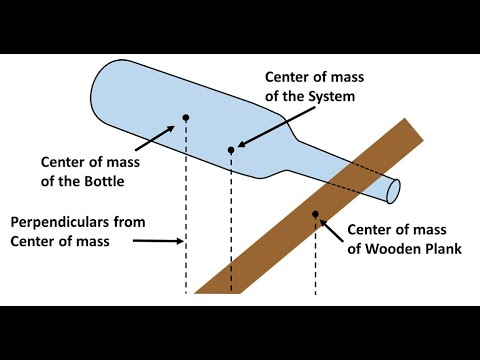 Center of mass
of the System
Center of mass
of the Bottle
Perpendiculars from
Center of mass
Center of mass
of Wooden Plank